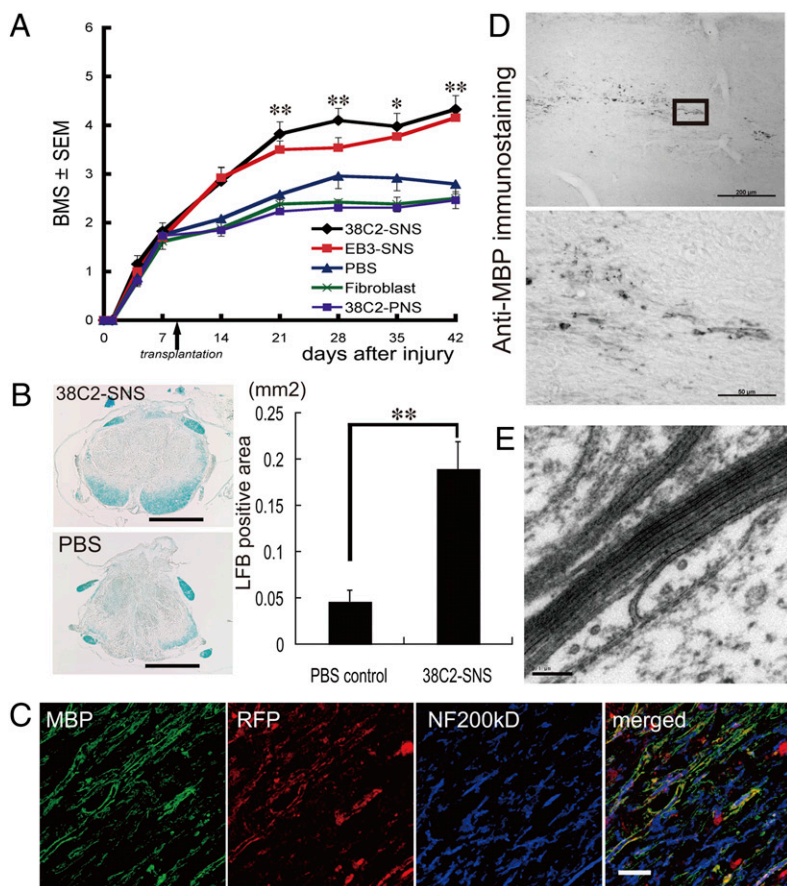 A
BMS ± SEM
6
5
4
3
2
1
0
** ** * **
38C2-SNS
EB3-SNS
PBS
Fibroblast
38C2-PNS
0 7 14 21 28 35 42
transplantation
days after injury
B
38C2-SNS
PBS
(mm2)
LFB positive area
0.25
0.2
0.15
0.1
0.05
0
**
PBS control
38C2-SNS
C
MBP
RFP
NF200kD
merged
D
Anti-MBP immunostaining
200 µm
50 µm
E